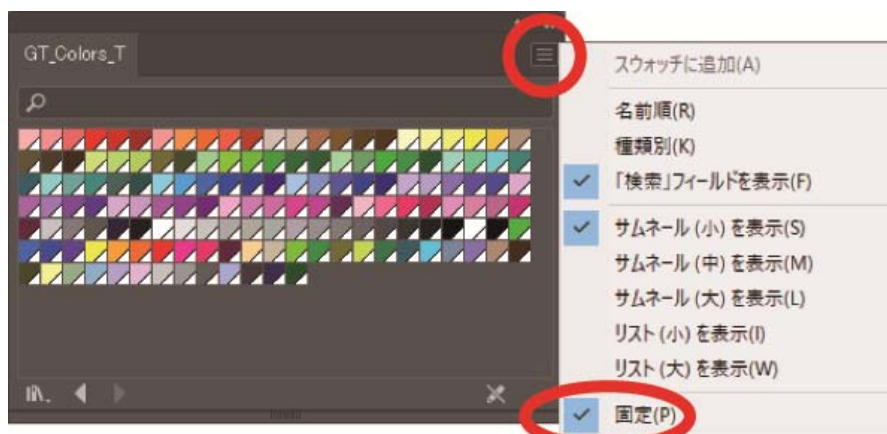 GT_Colors_T
スウォッチに追加(A)
名前順(R)
種類別(K)
「検索」フィールドを表示(F)
サムネール (小) を表示(S)
サムネール (中) を表示(M)
サムネール (大) を表示(L)
リスト (小) を表示(I)
リスト (大) を表示(W)
固定(P)